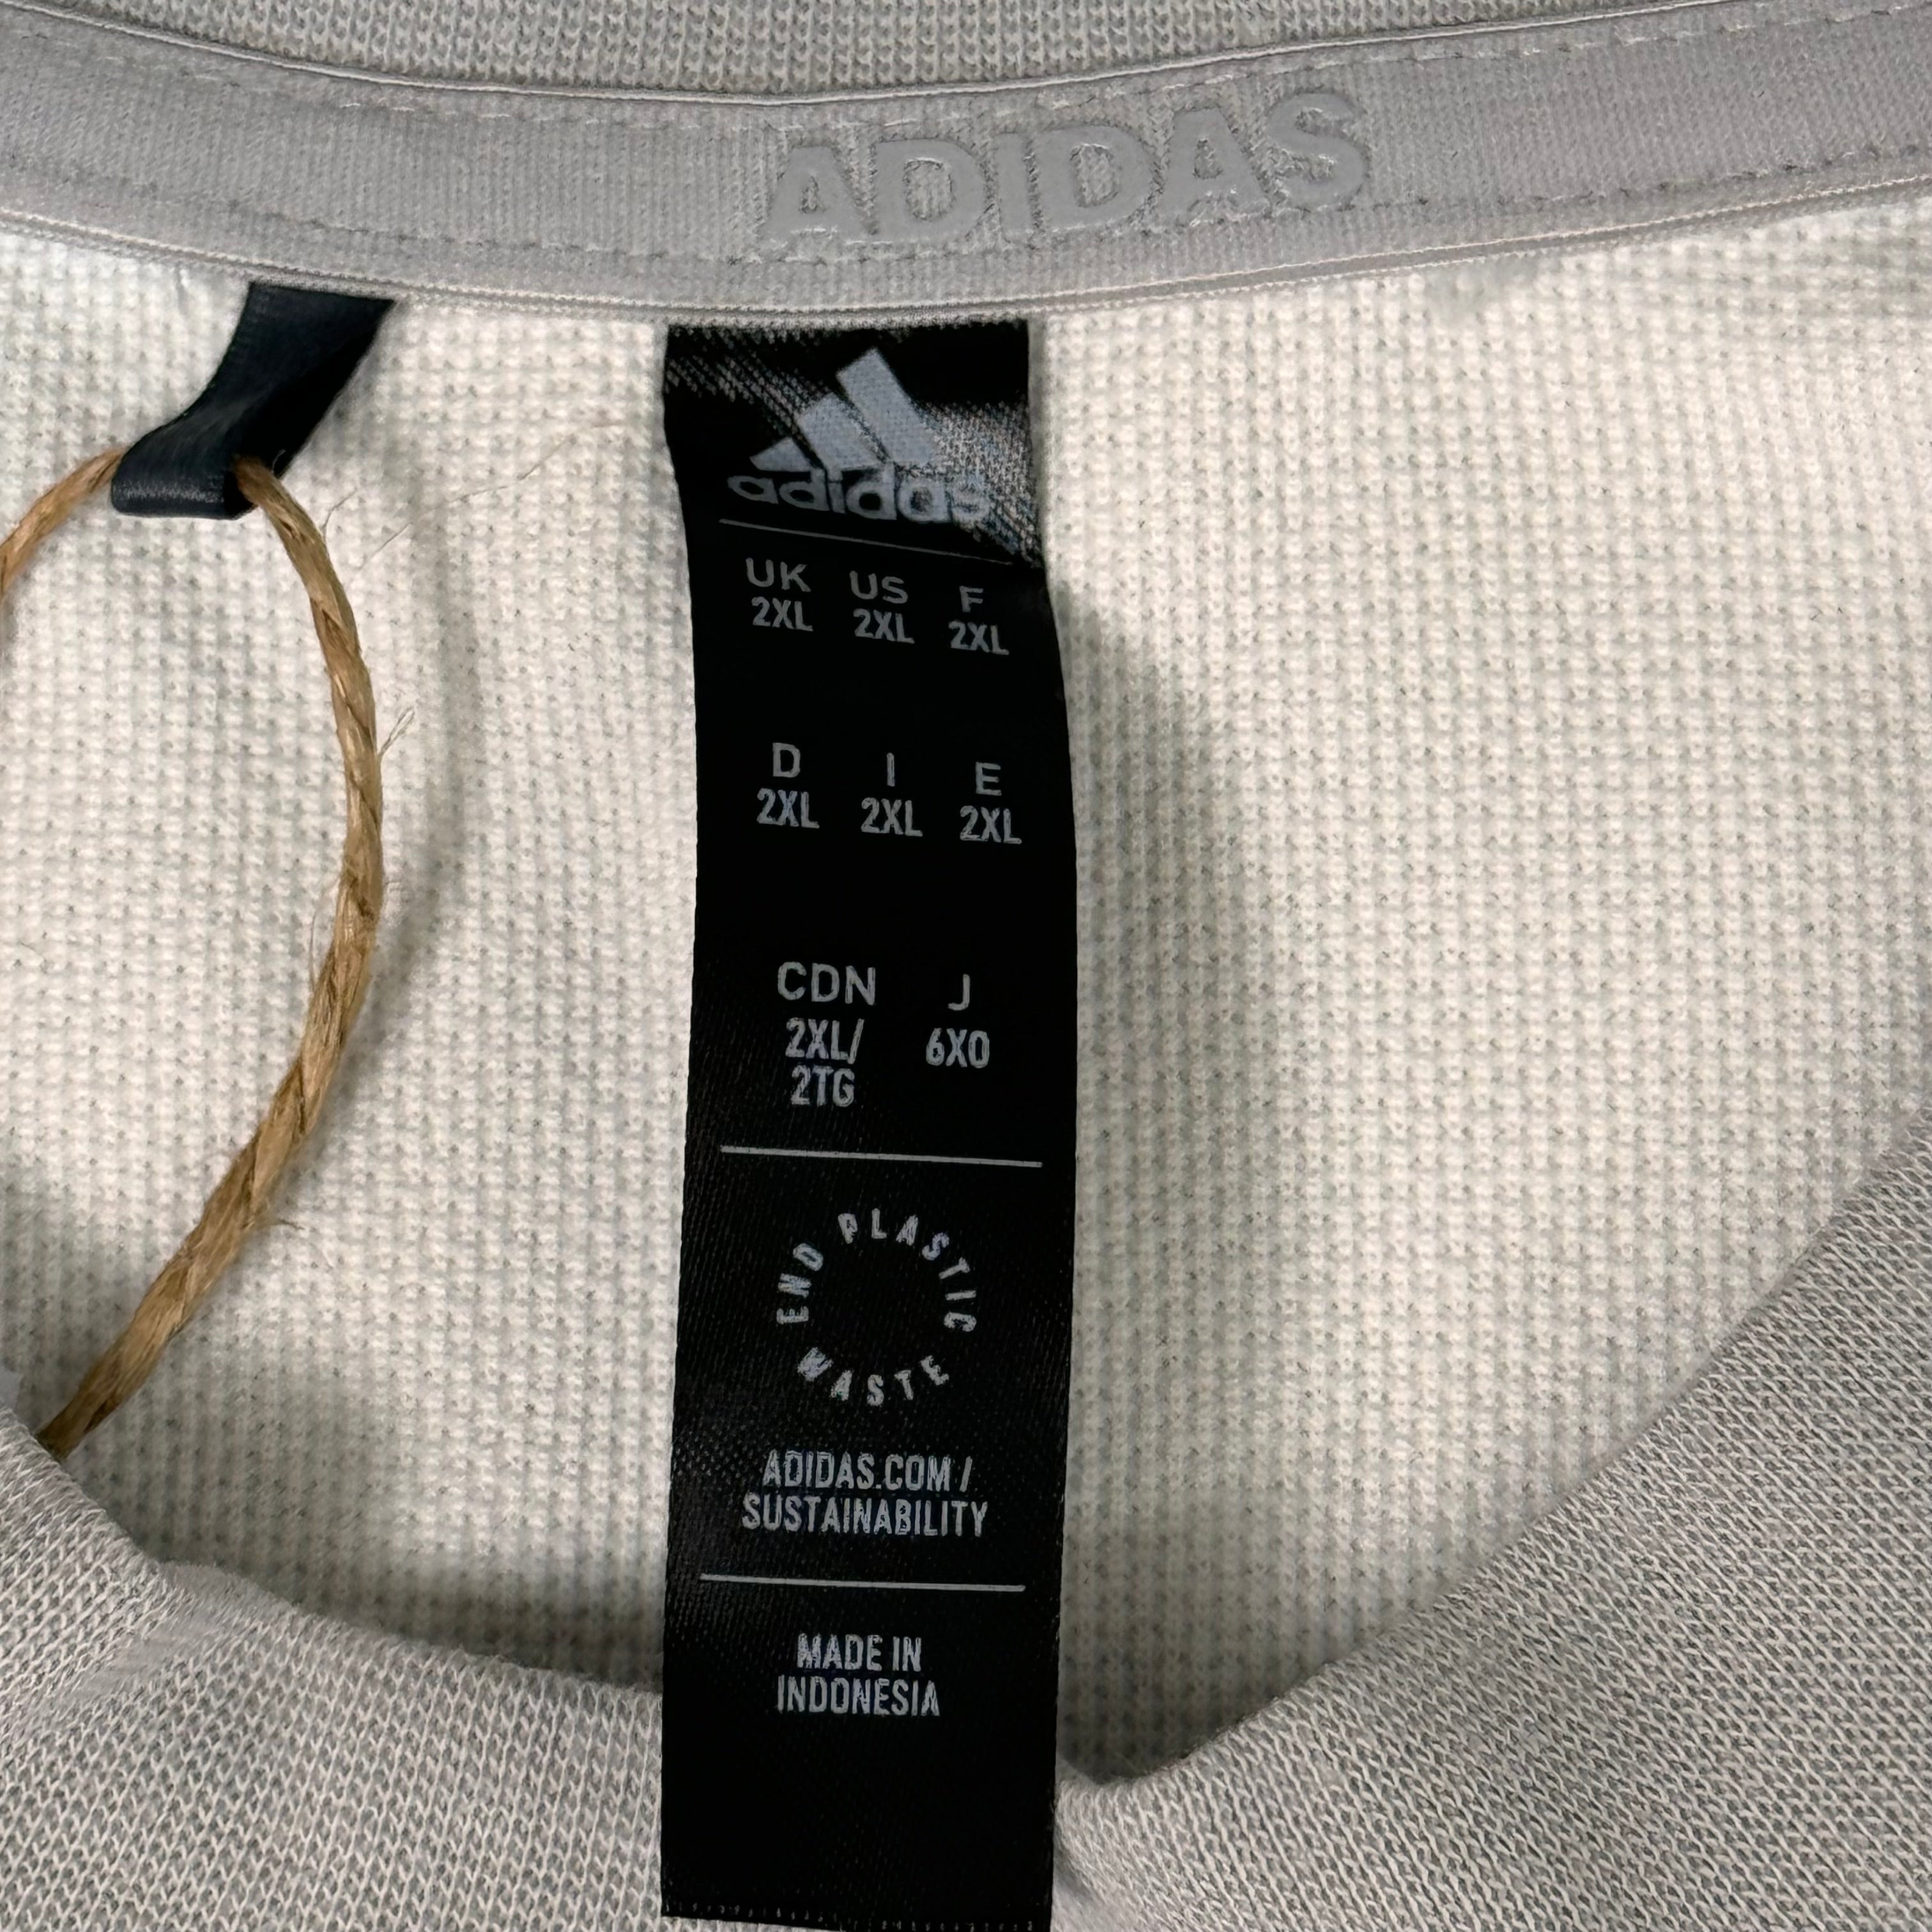 ADIDAS
adidas
UK US F
2XL 2XL 2XL
D I E
2XL 2XL 2XL
CDN J
2XL/ 6XO
2TG
END PLASTIC WASTE
ADIDAS.COM /
SUSTAINABILITY
MADE IN
INDONESIA